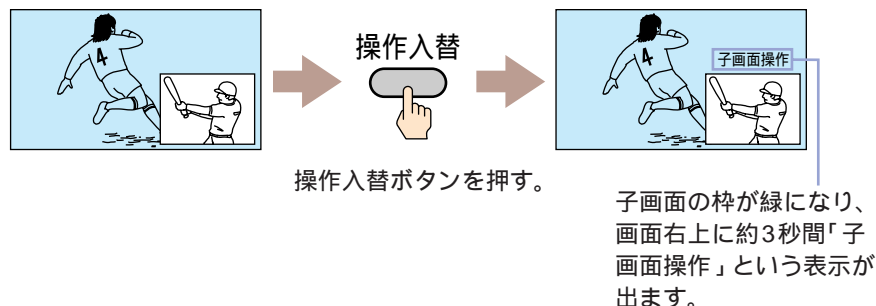 4
操作入替
4
子画面操作
操作入替ボタンを押す。
子画面の枠が緑になり、
画面右上に約3秒間「子
画面操作」という表示が
出ます。